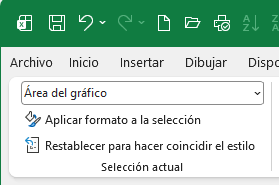 Archivo Inicio Insertar Dibujar
Área del gráfico
Aplicar formato a la selección
Restablecer para hacer coincidir el estilo
Selección actual